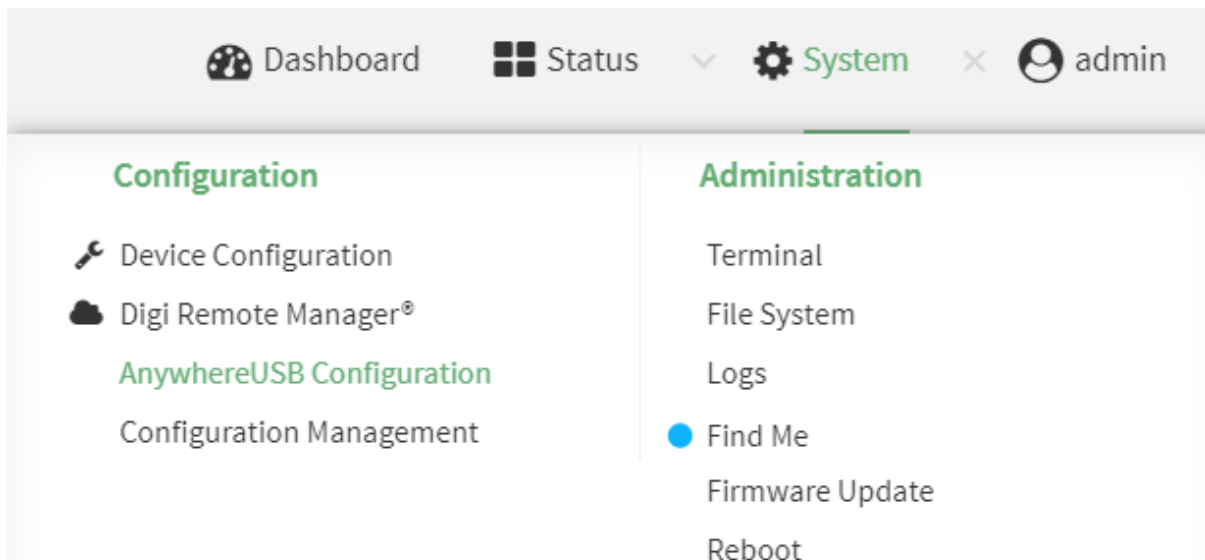 Dashboard Status System admin
Configuration
Device Configuration
Digi Remote Manager®
AnywhereUSB Configuration
Configuration Management
Administration
Terminal
File System
Logs
Find Me
Firmware Update
Reboot